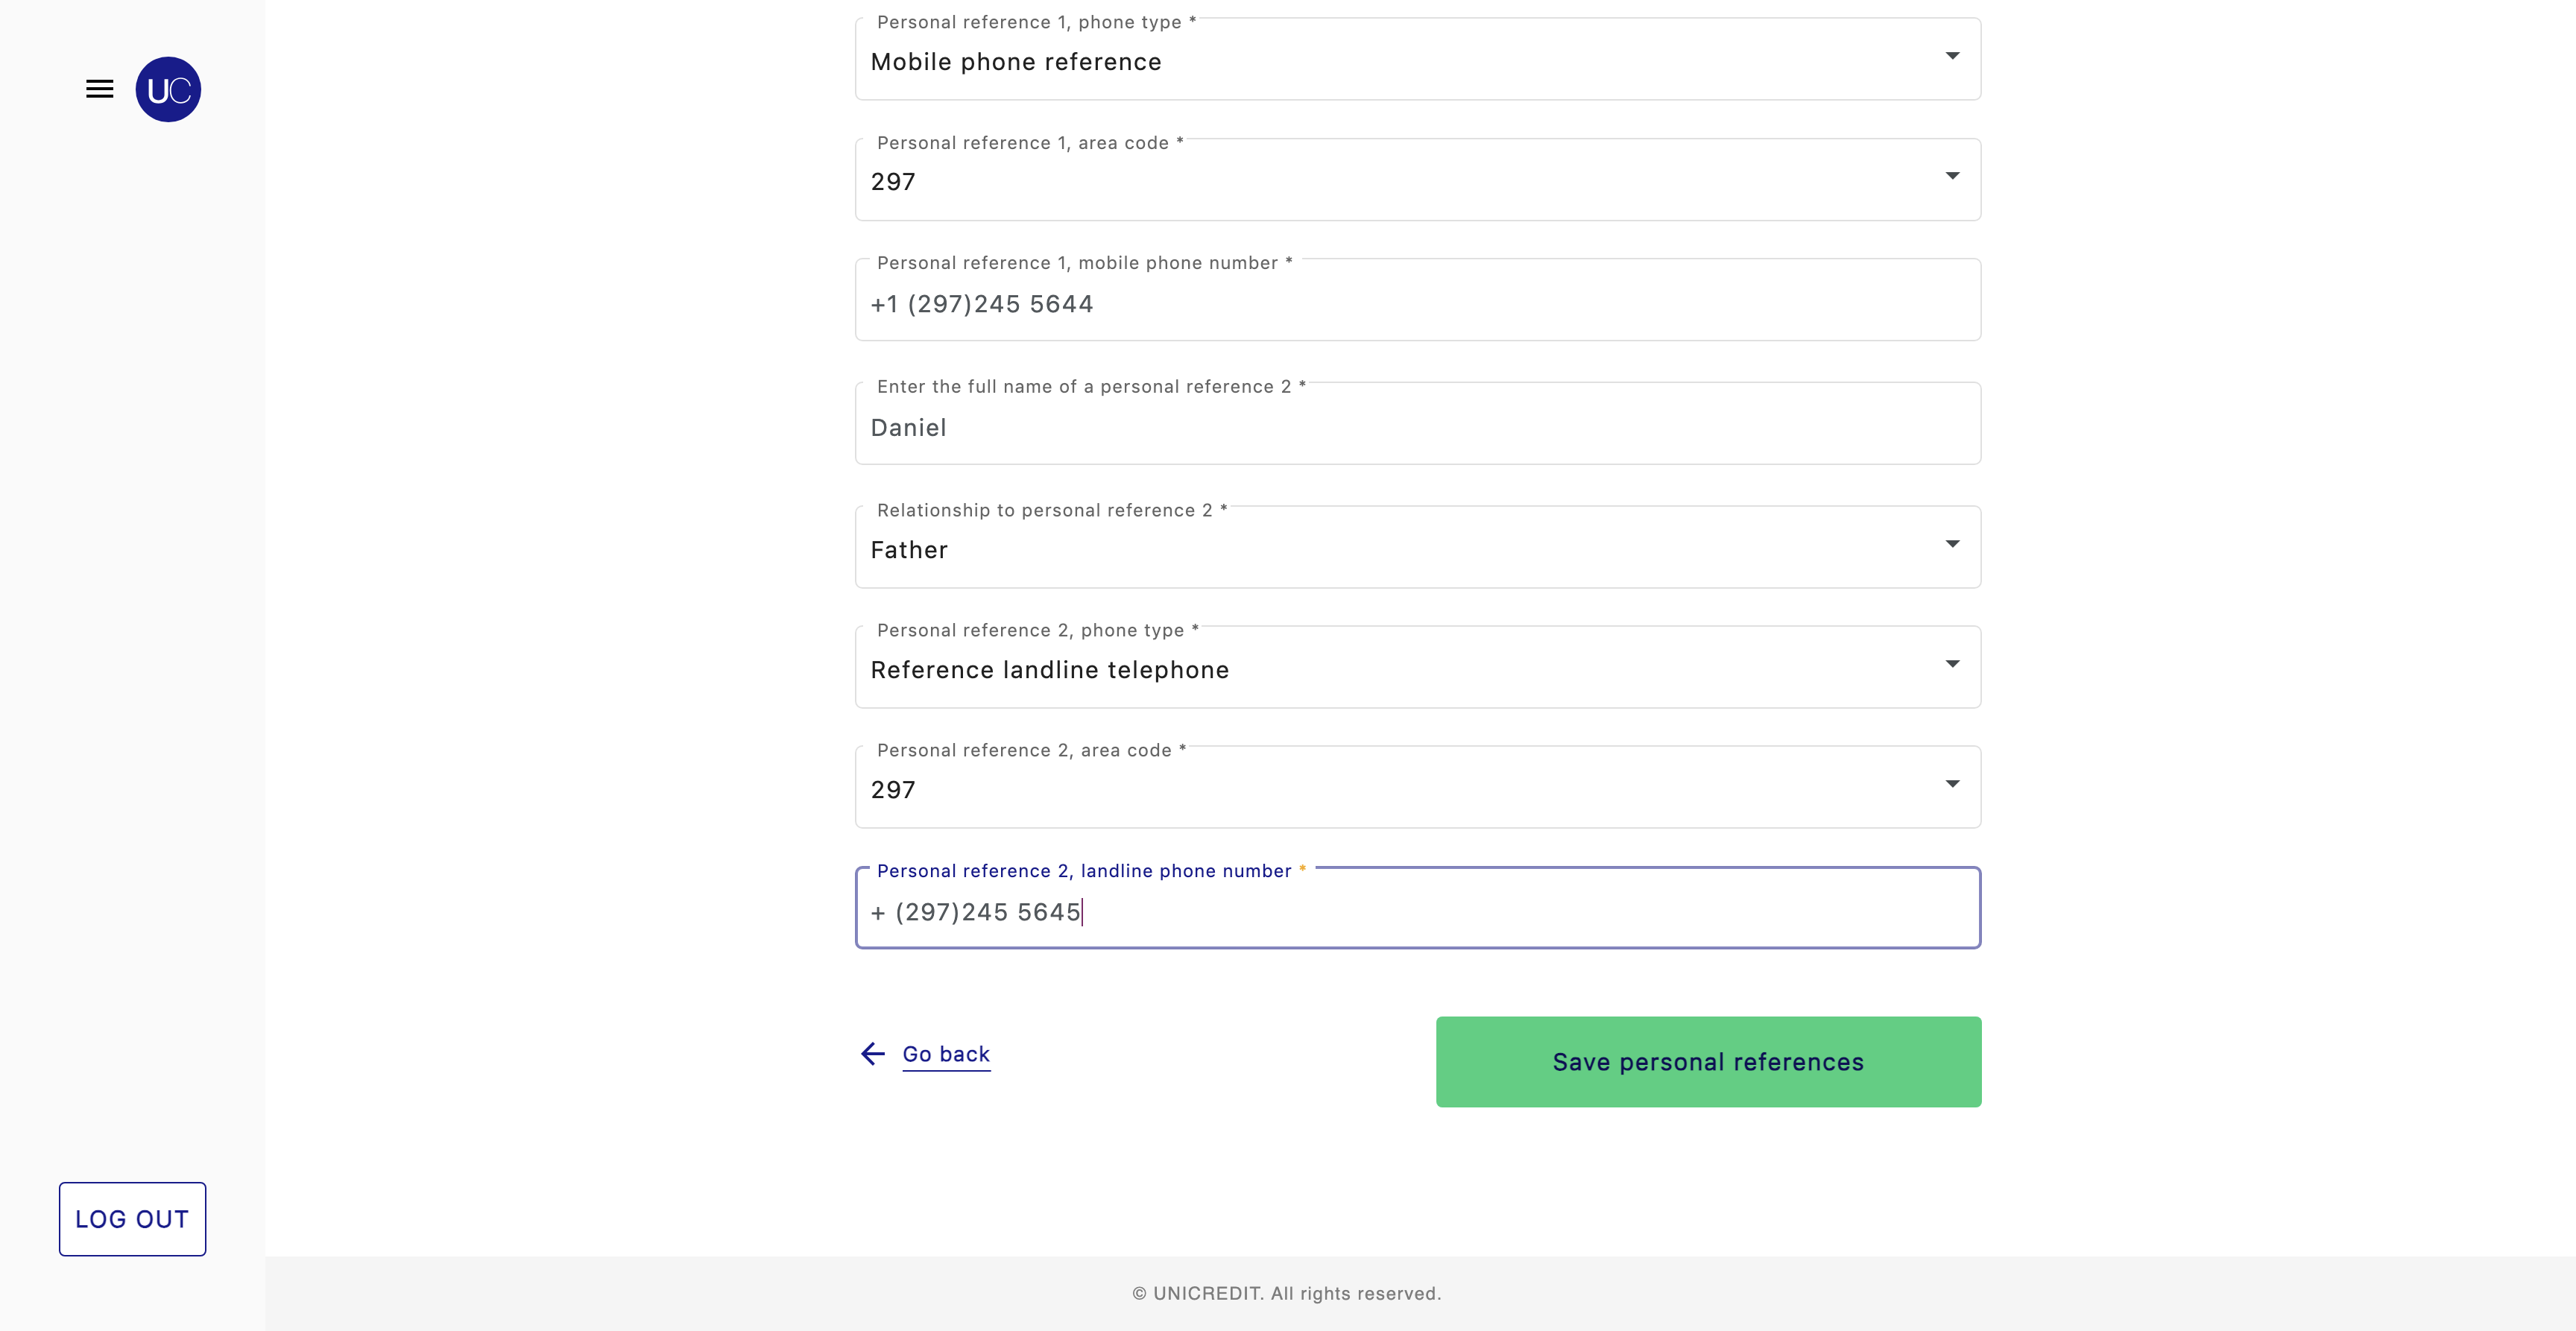 Personal reference 1, phone type *
Mobile phone reference
UC
Personal reference 1, area code *
297
Personal reference 1, mobile phone number *
+1 (297)245 5644
Enter the full name of a personal reference 2 *
Daniel
Relationship to personal reference 2 *
Father
Personal reference 2, phone type *
Reference landline telephone
Personal reference 2, area code *
297
Personal reference 2, landline phone number *
+ (297)245 5645
Go back
Save personal references
LOG OUT
© UNICREDIT. All rights reserved.